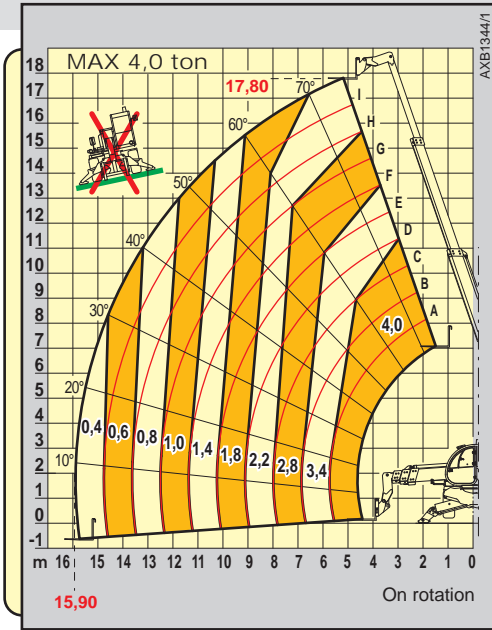 AXB1344/1
MAX 4,0 ton
17,80
18
17
16
15
14
13
12
11
10
9
8
7
6
5
4
3
2
1
0
-1
70°
60°
50°
40°
30°
20°
10°
I
H
G
F
E
D
C
B
A
4,0
0,4 0,6 0,8 1,0 1,4 1,8 2,2 2,8 3,4
m 16 15 14 13 12 11 10 9 8 7 6 5 4 3 2 1 0
15,90
On rotation